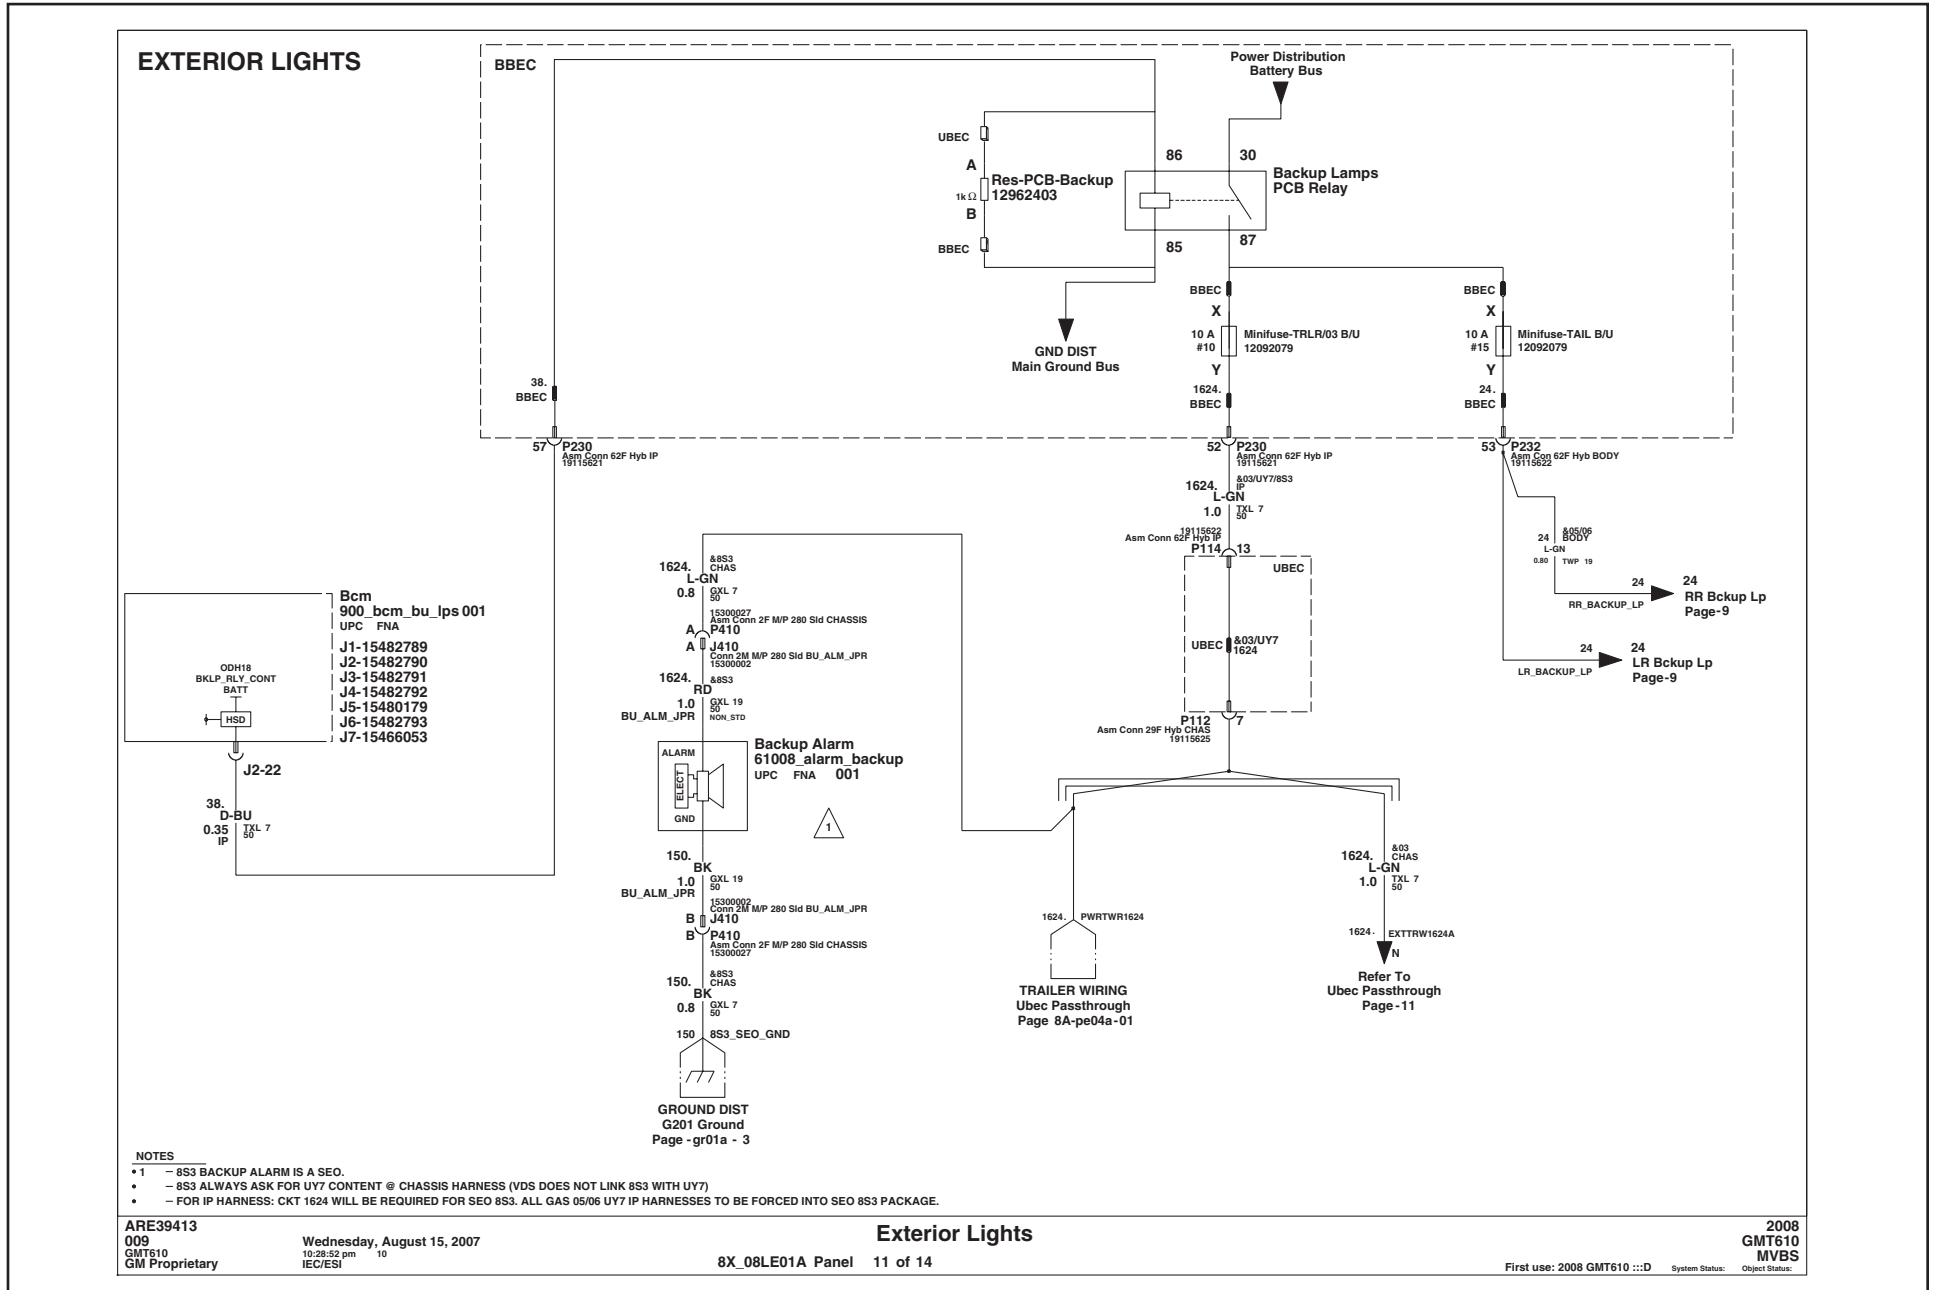 EXTERIOR LIGHTS
BBEC
Power Distribution
Battery Bus
UBEC
A
Res-PCB-Backup
1k Ω 12962403
B
BBEC
86
30
Backup Lamps
PCB Relay
85
87
GND DIST
Main Ground Bus
BBEC
X
10 A Minifuse-TRLR/03 B/U
#10 12092079
Y
1624.
BBEC
BBEC
X
10 A Minifuse-TAIL B/U
#15 12092079
Y
24.
BBEC
38.
BBEC
57 P230
Asm Conn 62F Hyb IP
19115621
52 P230
Asm Conn 62F Hyb IP
19115621
53 P232
Asm Con 62F Hyb BODY
19115622
1624. &03/UY7/8S3
IP
L-GN
1.0 TXL 7
50
19115622
Asm Conn 62F Hyb IP
P114 13
UBEC
UBEC &03/UY7
1624
P112 7
Asm Conn 29F Hyb CHAS
19115625
&05/06
24 BODY
L-GN
0.80 TWP 19
24
RR_BACKUP_LP
24
RR Bckup Lp
Page-9
24
LR_BACKUP_LP
24
LR Bckup Lp
Page-9
Bcm
900_bcm_bu_lps 001
UPC FNA
J1-15482789
J2-15482790
J3-15482791
J4-15482792
J5-15480179
J6-15482793
J7-15466053
ODH18
BKLP_RLY_CONT
BATT
HSD
J2-22
38.
D-BU
0.35 TXL 7
50
IP
1624. &8S3
CHAS
L-GN
0.8 GXL 7
50
15300027
Asm Conn 2F M/P 280 Sld CHASSIS
A P410
A J410
Conn 2M M/P 280 Sld BU_ALM_JPR
15300002
1624. &8S3
RD
1.0 GXL 19
50
BU_ALM_JPR NON_STD
ALARM
ELECT
GND
Backup Alarm
61008_alarm_backup
UPC FNA 001
1
150.
BK
1.0 GXL 19
50
BU_ALM_JPR
15300002
Conn 2M M/P 280 Sld BU_ALM_JPR
B J410
B P410
Asm Conn 2F M/P 280 Sld CHASSIS
15300027
150. &8S3
CHAS
BK
0.8 GXL 7
50
150 8S3_SEO_GND
GROUND DIST
G201 Ground
Page - gr01a - 3
1624. PWRTWR1624
TRAILER WIRING
Ubec Passthrough
Page 8A-pe04a-01
1624. &03
CHAS
L-GN
1.0 TXL 7
50
1624. EXTTRW1624A
N
Refer To
Ubec Passthrough
Page-11
NOTES
• 1 – 8S3 BACKUP ALARM IS A SEO.
• – 8S3 ALWAYS ASK FOR UY7 CONTENT @ CHASSIS HARNESS (VDS DOES NOT LINK 8S3 WITH UY7)
• – FOR IP HARNESS: CKT 1624 WILL BE REQUIRED FOR SEO 8S3. ALL GAS 05/06 UY7 IP HARNESSES TO BE FORCED INTO SEO 8S3 PACKAGE.
ARE39413
009
GMT610
GM Proprietary
Wednesday, August 15, 2007
10:28:52 pm 10
IEC/ESI
Exterior Lights
8X_08LE01A Panel 11 of 14
2008
GMT610
MVBS
First use: 2008 GMT610 :::D System Status: Object Status: